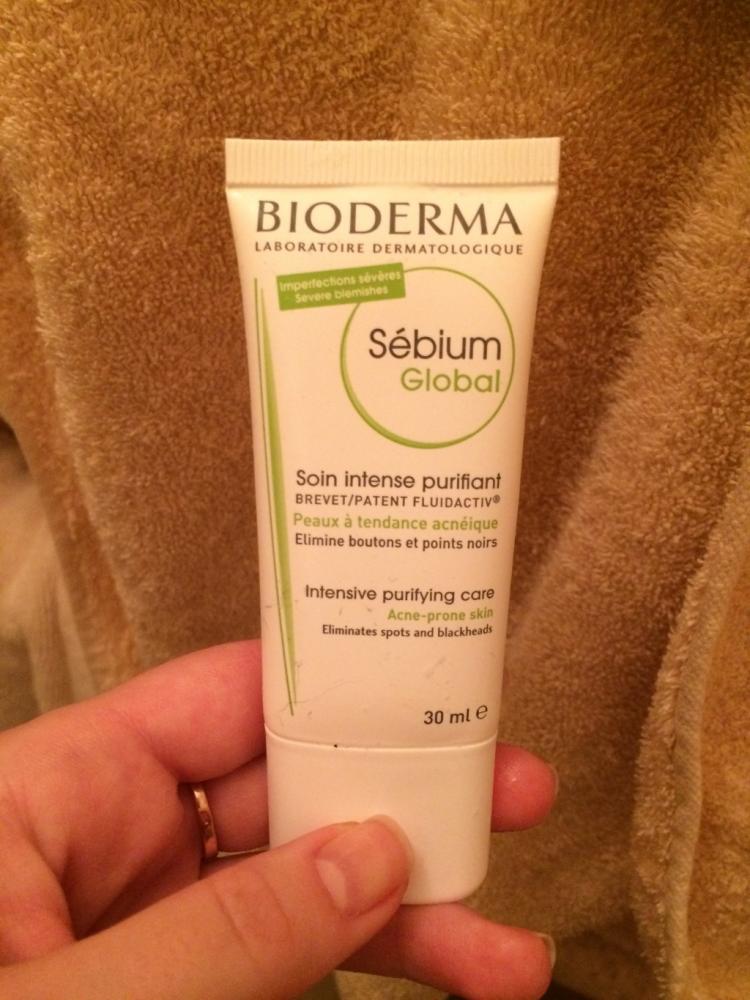 BIODERMA
LABORATOIRE DERMATOLOGIQUE
Imperfections sévères
Severe blemishes
Sébium
Global
Soin intense purifiant
BREVET/PATENT FLUIDACTIV®
Peaux à tendance acnéique
Elimine boutons et points noirs
Intensive purifying care
Acne-prone skin
Eliminates spots and blackheads
30 ml e